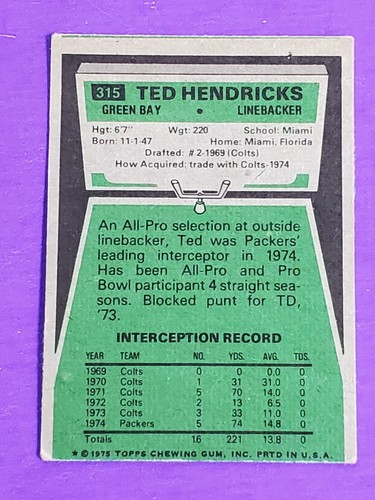 315 TED HENDRICKS
GREEN BAY • LINEBACKER
Hgt: 6'7" Wgt: 220 School: Miami
Born: 11-1-47 Home: Miami, Florida
Drafted: #2-1969 (Colts)
How Acquired: trade with Colts-1974
An All-Pro selection at outside
linebacker, Ted was Packers'
leading interceptor in 1974.
Has been All-Pro and Pro
Bowl participant 4 straight sea-
sons. Blocked punt for TD,
'73.
INTERCEPTION RECORD
YEAR TEAM NO. YDS. AVG. TDS.
1969 Colts 0 0 0.0 0
1970 Colts 1 31 31.0 0
1971 Colts 5 70 14.0 0
1972 Colts 2 13 6.5 0
1973 Colts 3 33 11.0 0
1974 Packers 5 74 14.8 0
Totals 16 221 13.8 0
* © 1975 TOPPS CHEWING GUM, INC. PRTD IN U.S.A.